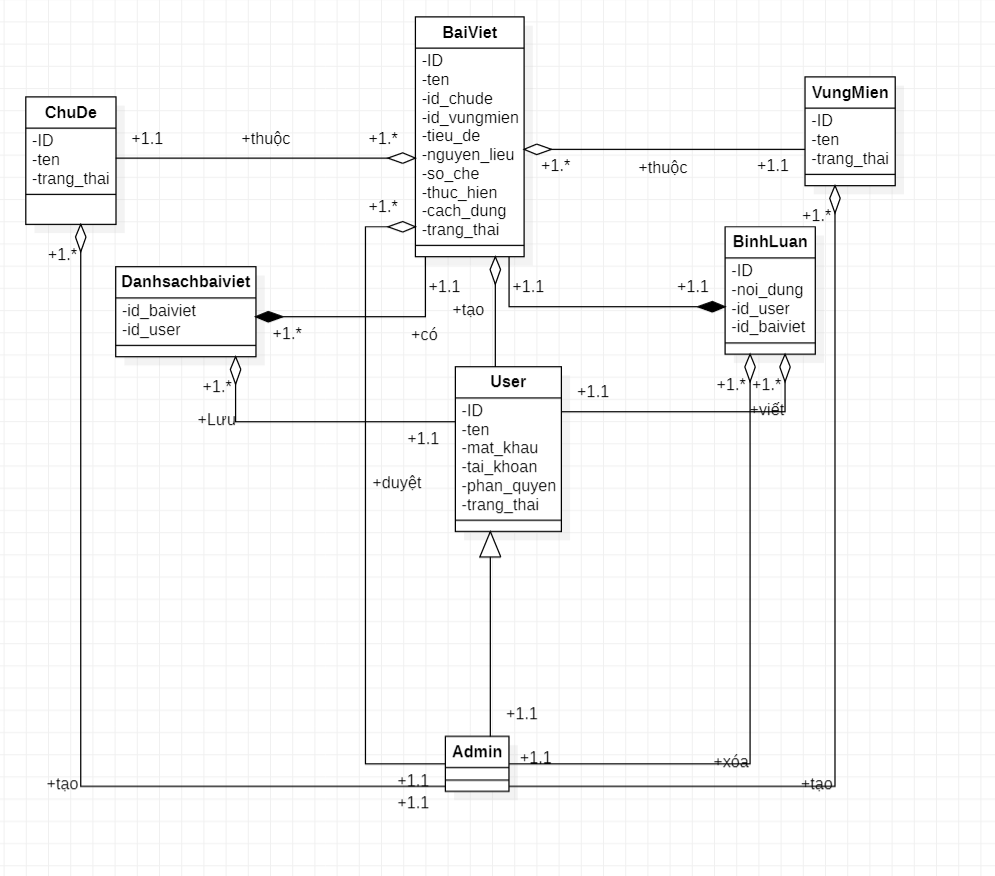 BaiViet
-ID
-ten
-id_chude
-id_vungmien
-tieu_de
-nguyen_lieu
-so_che
-thuc_hien
-cach_dung
-trang_thai
ChuDe
-ID
-ten
-trang_thai
+1.1
+thuộc
+1.*
+1.*
VungMien
-ID
-ten
-trang_thai
+1.*
+thuộc
+1.1
+1.*
+1.*
BinhLuan
-ID
-noi_dung
-id_user
-id_baiviet
Danhsachbaiviet
-id_baiviet
-id_user
+1.1
+tạo
+1.1
+1.1
+1.*
+có
User
-ID
-ten
-mat_khau
-tai_khoan
-phan_quyen
-trang_thai
+1.*
+Lưu
+1.1
+1.1
+1.*
+1.*
+viết
+duyệt
+1.1
Admin
+1.1
+xóa
+tạo
+1.1
+1.1
+tạo